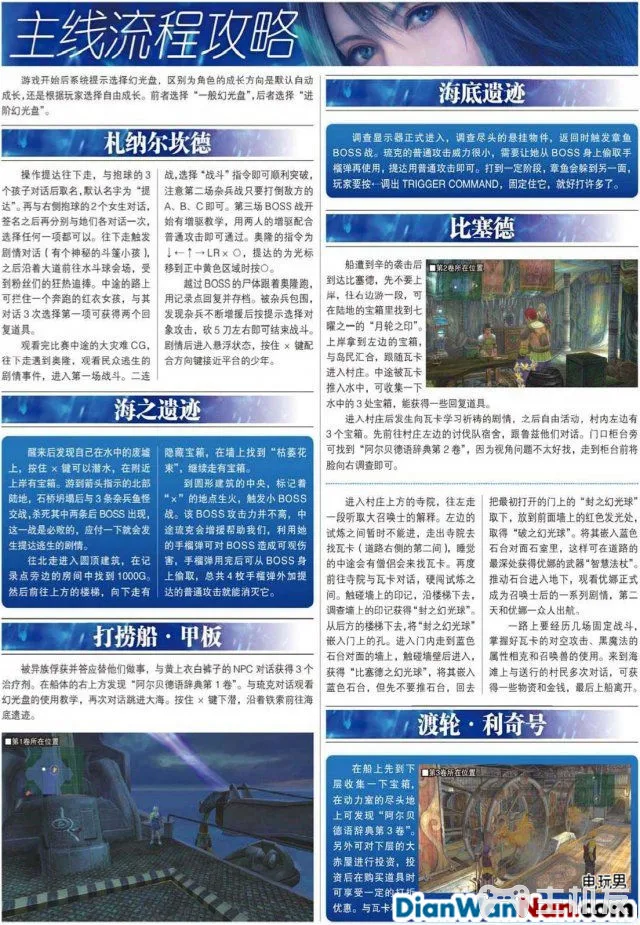 主线流程攻略
游戏开始后系统提示选择幻光盘，区别为角色的成长方向是默认自动
成长，还是根据玩家选择自由成长。前者选择“一般幻光盘”，后者选择“进
阶幻光盘”。
札纳尔坎德
操作提达往下走，与抱球的3
个孩子对话后取名，默认名字为“提
达”。再与右侧抱球的2个女生对话，
签名之后再分别与她们各对话一次，
选择任何一项都可以。往下走触发
剧情对话（有个神秘的斗篷小孩），
之后沿着大道前往水斗球会场，受
到粉丝们的狂热追捧。中途的路上
可拦住一个奔跑的红衣女孩，与其
对话3次选择第一项可获得两个回
复道具。
观看完比赛中途的大灾难CG，
往下走遇到奥隆，观看民众逃生的
剧情事件，进入第一场战斗。二连
战，选择“战斗”指令即可顺利突破，
注意第二场杂兵战只要打倒敌方的
A、B、C即可。第三场BOSS战开
始有增驱教学，用两人的增驱配合
普通攻击即可通过。奥隆的指令为
↓←↑→LR×○，提达的为光标
移到正中黄色区域时按○。
越过BOSS的尸体跟着奥隆跑，
用记录点回复并存档。被杂兵包围，
发现杂兵不断增援后按提示选择对
象攻击，砍5刀左右即可结束战斗。
剧情后进入悬浮状态，按住×键配
合方向键接近平台的少年。
海之遗迹
醒来后发现自己在水中的废墟
上，按住×键可以潜水，在附近
上岸有宝箱。游到箭头指示的北部
陆地，石桥坍塌后与3条杂兵鱼怪
交战，杀死其中两条后BOSS出现，
这一战是必败的，应付一下就会发
生提达逃生的剧情。
往北走进入圆顶建筑，在记
录点旁边的房间中找到1000G。
然后前往上方的楼梯，向下走有
隐藏宝箱，在墙上找到“枯萎花
束”，继续走有宝箱。
到圆形建筑的中央，标记着
“×”的地点生火，触发小BOSS
战。该BOSS攻击力并不高，中
途琉克会增援帮助我们，利用她
的手榴弹可对BOSS造成可观伤
害，手榴弹用完后可从BOSS身
上偷取，总共4枚手榴弹外加提
达的普通攻击就能消灭它。
打捞船·甲板
被异族俘获并答应替他们做事，与黄上衣白裤子的NPC对话获得3个
治疗剂。在船体的右上方发现“阿尔贝德语辞典第1卷”。与琉克对话观看
幻光盘的使用教学，再次对话跳进大海。按住×键下潜，沿着铁索前往海
底遗迹。
■第1卷所在位置
海底遗迹
调查显示器正式进入，调查尽头的悬挂物件，返回时触发章鱼
BOSS战。琉克的普通攻击威力很小，需要让她从BOSS身上偷取手
榴弹再使用，提达用普通攻击即可。打到一定阶段，章鱼会躲到另一面，
玩家要按←调出TRIGGER COMMAND，固定住它，就好打许多了。
比塞德
船遭到辛的袭击后
到达比塞德，先不要上
岸，往右边游一段，可
在陆地的宝箱里找到七
曜之一的“月轮之印”。
上岸拿到左边的宝箱，
与岛民汇合，跟随瓦卡
进入村庄。中途被瓦卡
推入水中，可收集一下
水中的3处宝箱，能获得一些回复道具。
■第2卷所在位置
进入村庄后发生向瓦卡学习祈祷的剧情，之后自由活动，村内左边有
3个宝箱。先前往村庄左边的讨伐队宿舍，跟鲁兹他们对话。门口柜台旁
可找到“阿尔贝德语辞典第2卷”，因为视角问题不太好找，走到柜台前将
脸向右调查即可。
进入村庄上方的寺院，往左走
一段听取大召唤士的解释。左边的
试炼之间暂时不能进，走出寺院去
找瓦卡（道路右侧的第二间），睡觉
的中途会有僧侣会来找瓦卡。再度
前往寺院与瓦卡对话，硬闯试炼之
间。触碰墙上的印记，沿楼梯下去，
调查墙上的印记获得“封之幻光球”
从后方的楼梯下去，将“封之幻光球”
嵌入门上的孔。进入门内走到蓝色
石台对面的墙上，触碰墙壁后进入，
获得“比塞德之幻光球”，将其嵌入
蓝色石台，但先不要推石台，回去
把最初打开的门上的“封之幻光球”
取下，放到前面墙上的红色发光处，
取得“破之幻光球”。将其嵌入蓝色
石台对面石室里，这样可在道路的
最深处获得优娜的武器“智慧法杖”。
推动石台进入地下，观看优娜正式
成为召唤士后的一系列剧情，第二
天和优娜一众人出航。
一路上要经历几场固定战斗，
掌握好瓦卡的对空攻击、黑魔法的
属性相克和召唤兽的使用。来到海
滩上与送行的村民多次对话，可获
得一些物资和金钱，最后上船离开。
渡轮·利奇号
在船上先到下
层收集一下宝箱，
在动力室的尽头地
上可发现“阿尔贝
德语辞典第3卷”。
另外可对下层的大
赤屋进行投资，投
资后在购买道具时
可享受一定的打折
优惠。与瓦卡
■第3卷所在位置
电玩男
DianWanNan.com